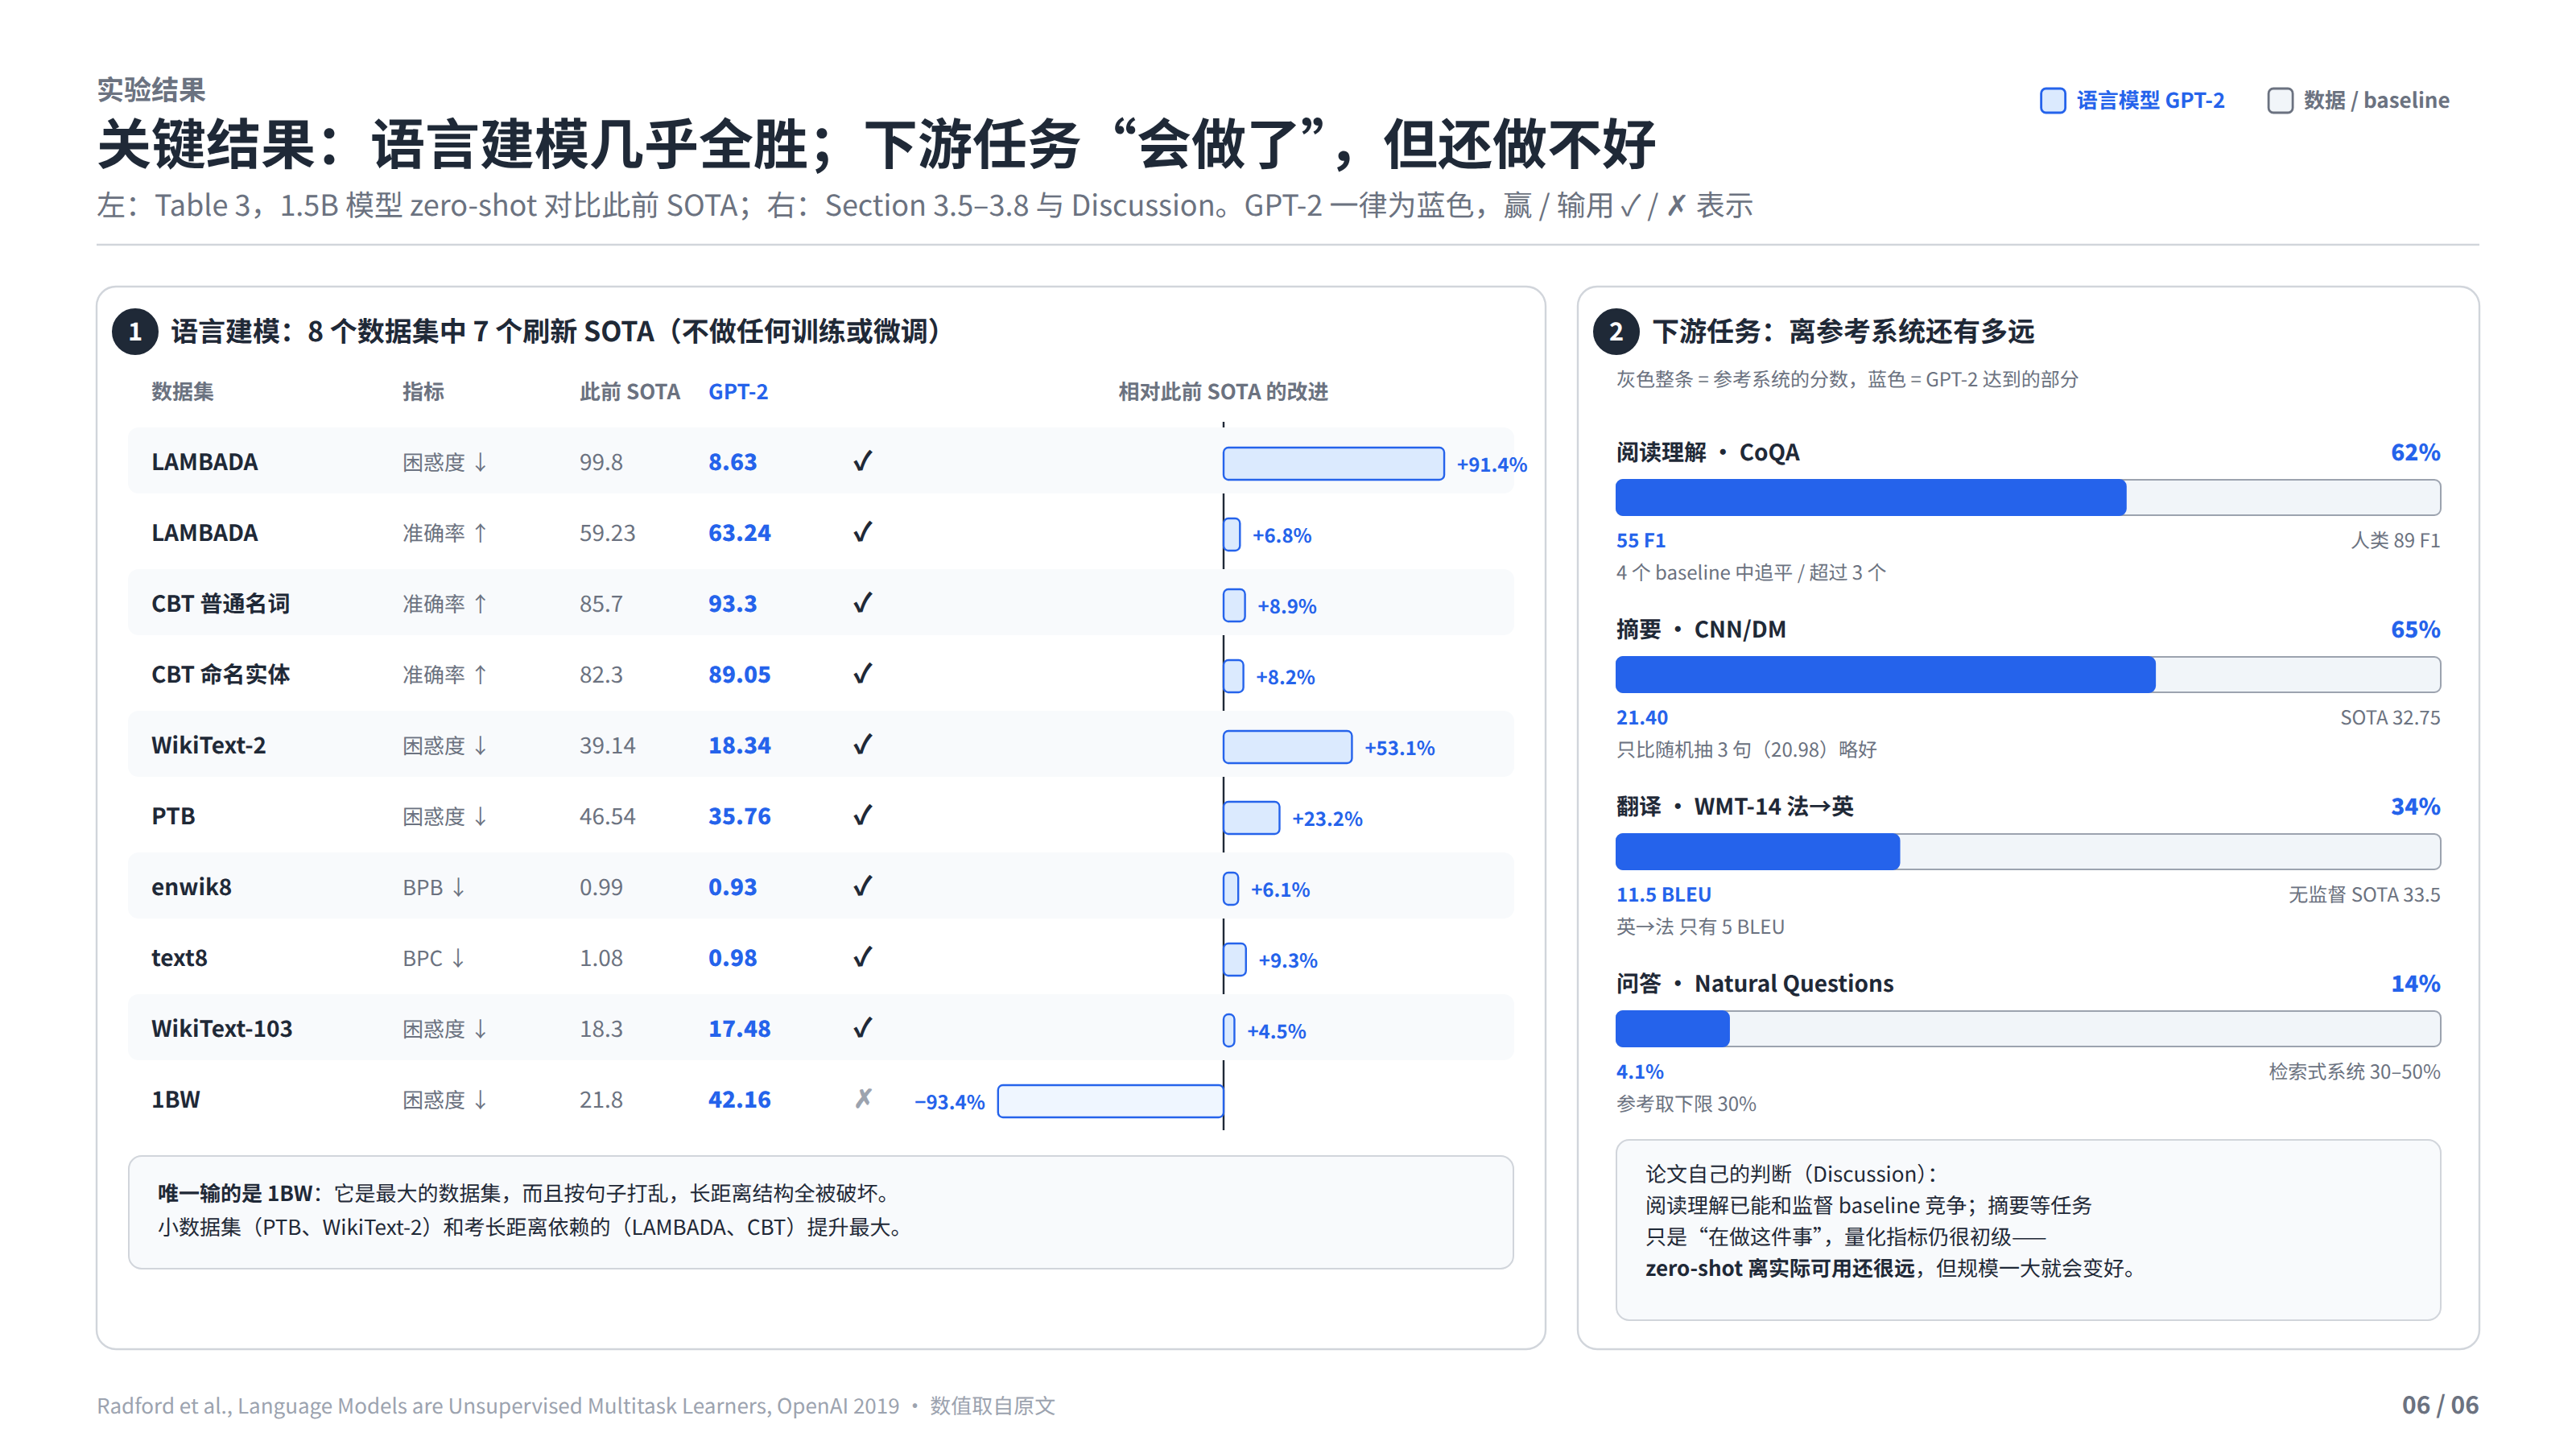 实验结果
关键结果：语言建模几乎全胜；下游任务“会做了”，但还做不好
左：Table 3，1.5B 模型 zero-shot 对比此前 SOTA；右：Section 3.5–3.8 与 Discussion。GPT-2 一律为蓝色，赢 / 输用 ✓ / ✗ 表示
语言模型 GPT-2
数据 / baseline
1 语言建模：8 个数据集中 7 个刷新 SOTA（不做任何训练或微调）
数据集 指标 此前 SOTA GPT-2 相对此前 SOTA 的改进
LAMBADA 困惑度 ↓ 99.8 8.63 ✓ +91.4%
LAMBADA 准确率 ↑ 59.23 63.24 ✓ +6.8%
CBT 普通名词 准确率 ↑ 85.7 93.3 ✓ +8.9%
CBT 命名实体 准确率 ↑ 82.3 89.05 ✓ +8.2%
WikiText-2 困惑度 ↓ 39.14 18.34 ✓ +53.1%
PTB 困惑度 ↓ 46.54 35.76 ✓ +23.2%
enwik8 BPB ↓ 0.99 0.93 ✓ +6.1%
text8 BPC ↓ 1.08 0.98 ✓ +9.3%
WikiText-103 困惑度 ↓ 18.3 17.48 ✓ +4.5%
1BW 困惑度 ↓ 21.8 42.16 ✗ −93.4%
唯一输的是 1BW：它是最大的数据集，而且按句子打乱，长距离结构全被破坏。
小数据集（PTB、WikiText-2）和考长距离依赖的（LAMBADA、CBT）提升最大。
2 下游任务：离参考系统还有多远
灰色整条 = 参考系统的分数，蓝色 = GPT-2 达到的部分
阅读理解 · CoQA 62%
55 F1 人类 89 F1
4 个 baseline 中追平 / 超过 3 个
摘要 · CNN/DM 65%
21.40 SOTA 32.75
只比随机抽 3 句（20.98）略好
翻译 · WMT-14 法→英 34%
11.5 BLEU 无监督 SOTA 33.5
英→法 只有 5 BLEU
问答 · Natural Questions 14%
4.1% 检索式系统 30–50%
参考取下限 30%
论文自己的判断（Discussion）：
阅读理解已能和监督 baseline 竞争；摘要等任务
只是“在做这件事”，量化指标仍很初级——
zero-shot 离实际可用还很远，但规模一大就会变好。
Radford et al., Language Models are Unsupervised Multitask Learners, OpenAI 2019 · 数值取自原文
06 / 06